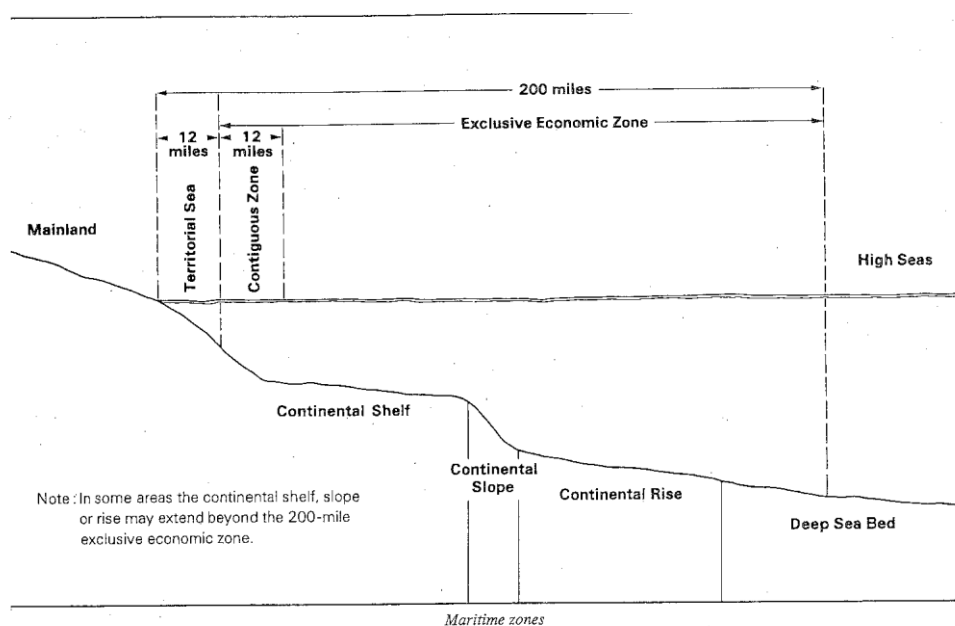 200 miles
Exclusive Economic Zone
12 miles
12 miles
Territorial Sea
Contiguous Zone
Mainland
High Seas
Continental Shelf
Continental
Slope
Continental Rise
Deep Sea Bed
Note: In some areas the continental shelf, slope
or rise may extend beyond the 200-mile
exclusive economic zone.
Maritime zones